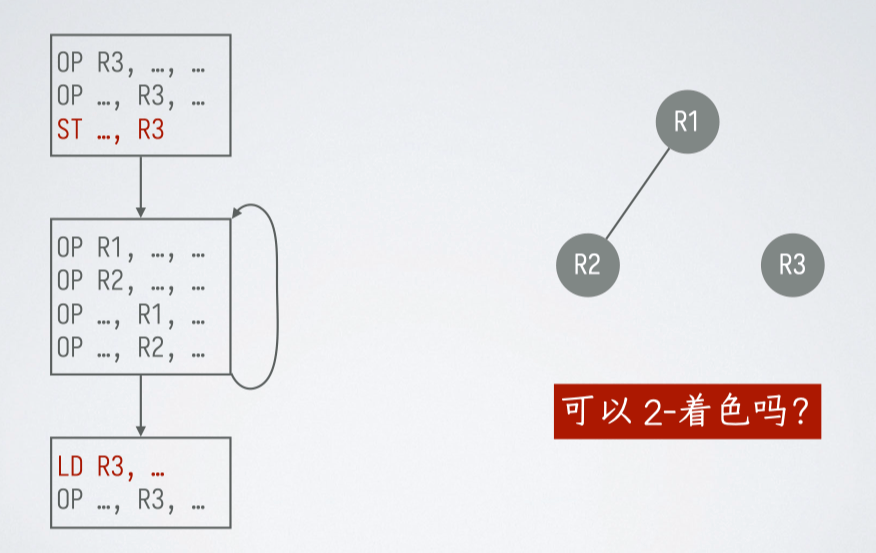 OP R3, …, …
OP …, R3, …
ST …, R3
OP R1, …, …
OP R2, …, …
OP …, R1, …
OP …, R2, …
LD R3, …
OP …, R3, …
R1
R2
R3
可以 2-着色吗?